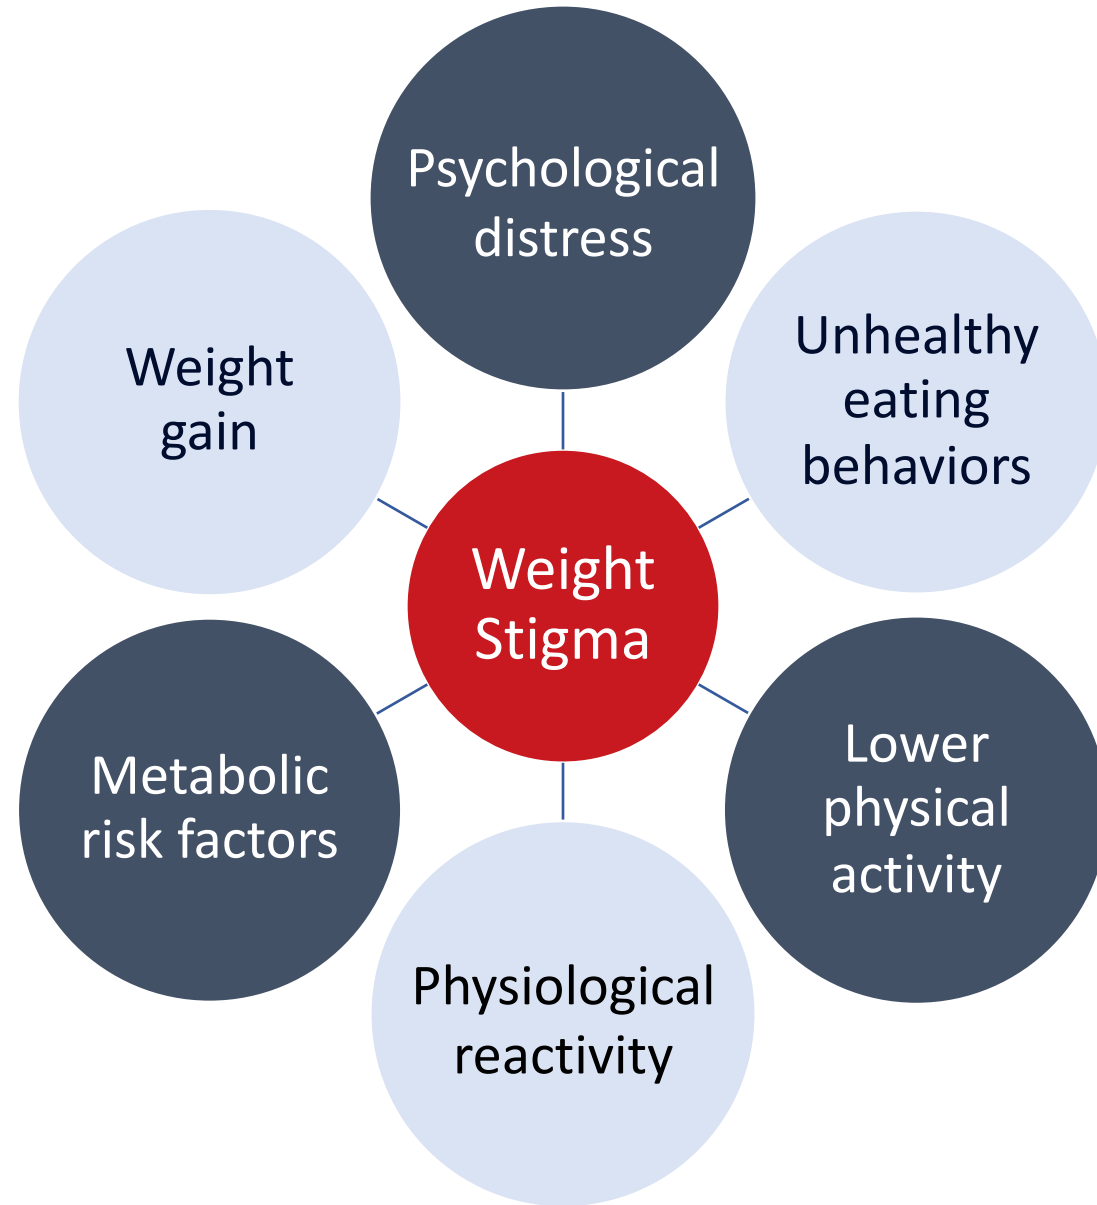 Psychological
distress
Unhealthy
eating
behaviors
Lower
physical
activity
Physiological
reactivity
Metabolic
risk factors
Weight
gain
Weight
Stigma